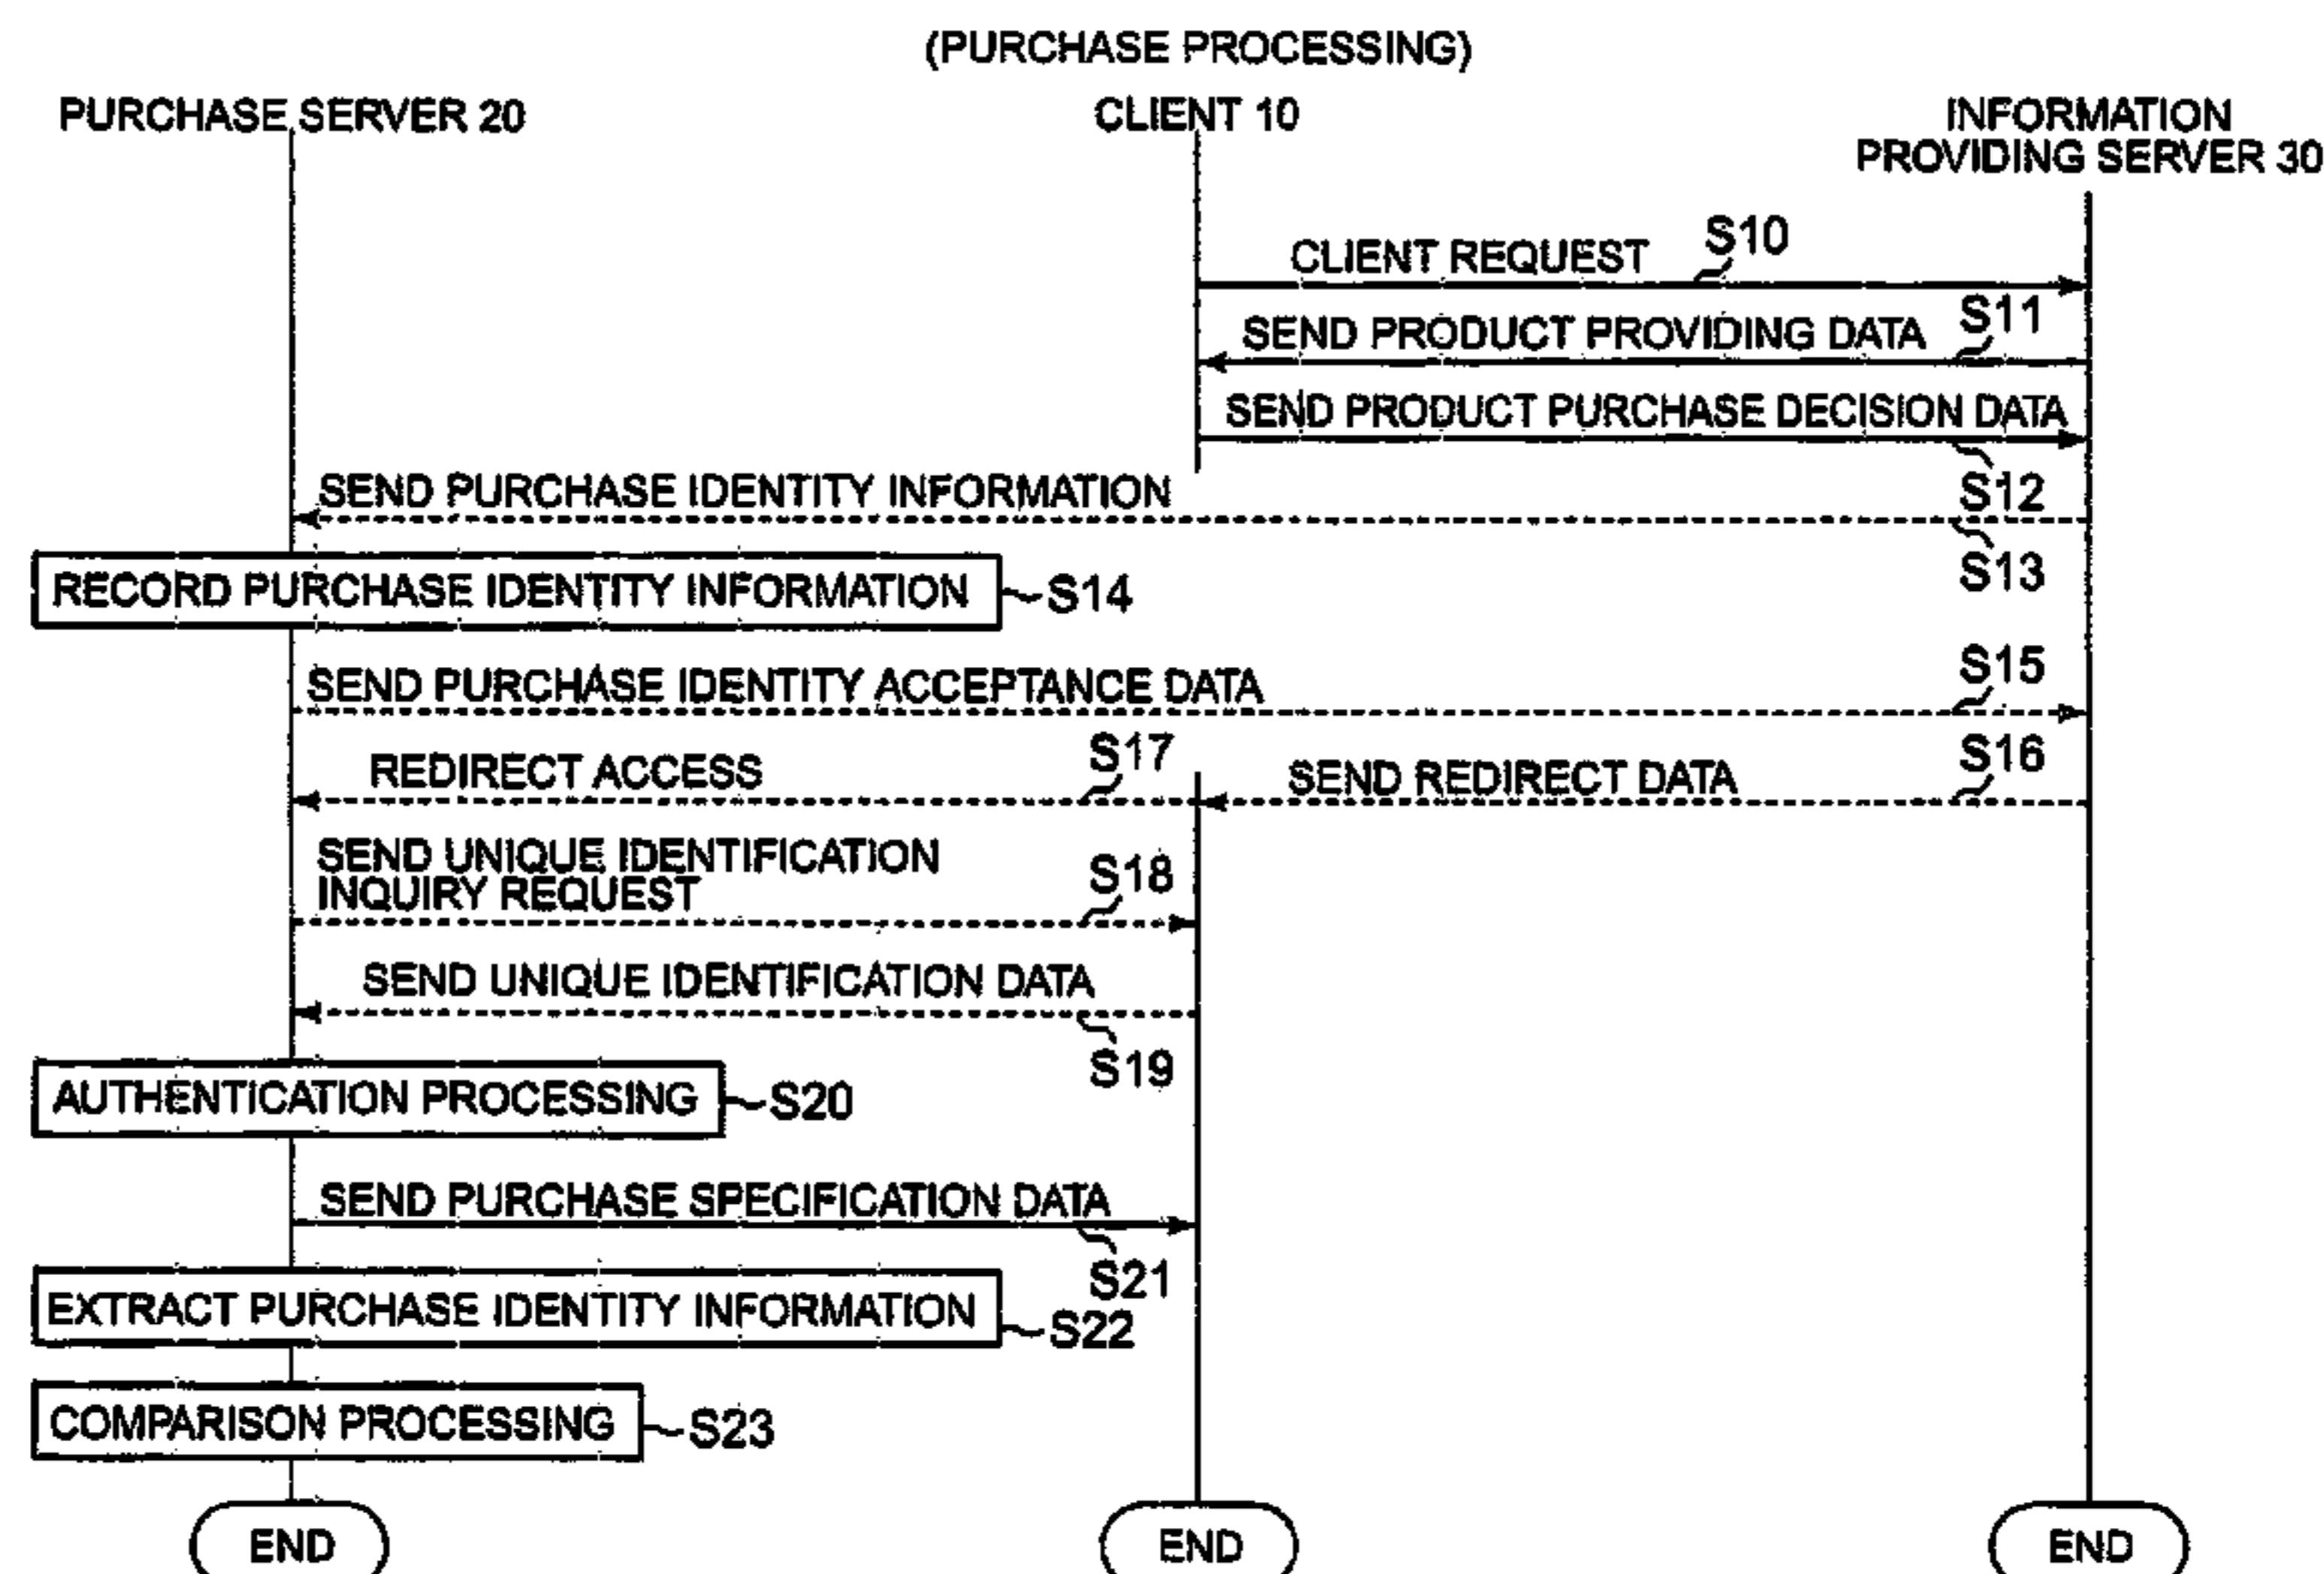 (PURCHASE PROCESSING)
PURCHASE SERVER 20
CLIENT 10
INFORMATION
PROVIDING SERVER 30
CLIENT REQUEST
S10
SEND PRODUCT PROVIDING DATA
S11
SEND PRODUCT PURCHASE DECISION DATA
S12
SEND PURCHASE IDENTITY INFORMATION
S13
RECORD PURCHASE IDENTITY INFORMATION
S14
SEND PURCHASE IDENTITY ACCEPTANCE DATA
S15
REDIRECT ACCESS
S17
SEND REDIRECT DATA
S16
SEND UNIQUE IDENTIFICATION
INQUIRY REQUEST
S18
SEND UNIQUE IDENTIFICATION DATA
S19
AUTHENTICATION PROCESSING
S20
SEND PURCHASE SPECIFICATION DATA
S21
EXTRACT PURCHASE IDENTITY INFORMATION
S22
COMPARISON PROCESSING
S23
END
END
END